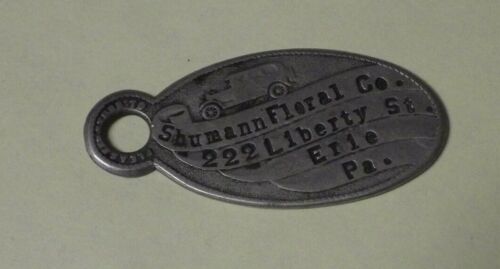 Shumann Floral Co.
222 Liberty St.
Erie
Pa.